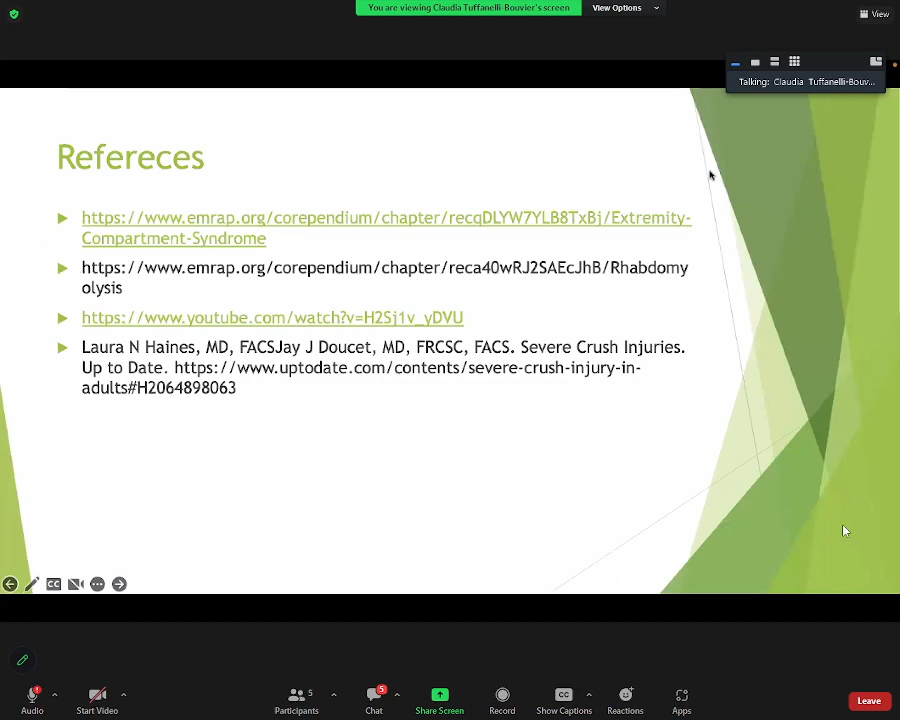 You are viewing Claudia Tuffanelli-Bouvier's screen
View Options
View
Talking: Claudia Tuffanelli-Bouv...
Refereces
https://www.emrap.org/corependium/chapter/recqDLYW7YLB8TxBj/Extremity-
Compartment-Syndrome
https://www.emrap.org/corependium/chapter/reca40wRJ2SAEcJhB/Rhabdomy
olysis
https://www.youtube.com/watch?v=H2Sj1v_yDVU
Laura N Haines, MD, FACSJay J Doucet, MD, FRCSC, FACS. Severe Crush Injuries.
Up to Date. https://www.uptodate.com/contents/severe-crush-injury-in-
adults#H2064898063
CC
5
5
CC
Audio
Start Video
Participants
Chat
Share Screen
Record
Show Captions
Reactions
Apps
Leave